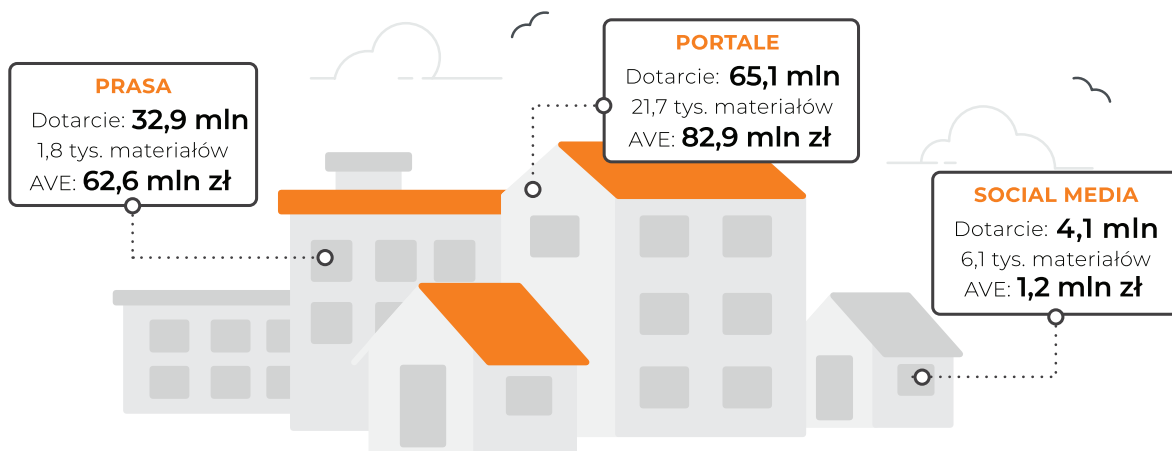 PRASA
Dotarcie: 32,9 mln
1,8 tys. materiałów
AVE: 62,6 mln zł
PORTALE
Dotarcie: 65,1 mln
21,7 tys. materiałów
AVE: 82,9 mln zł
SOCIAL MEDIA
Dotarcie: 4,1 mln
6,1 tys. materiałów
AVE: 1,2 mln zł